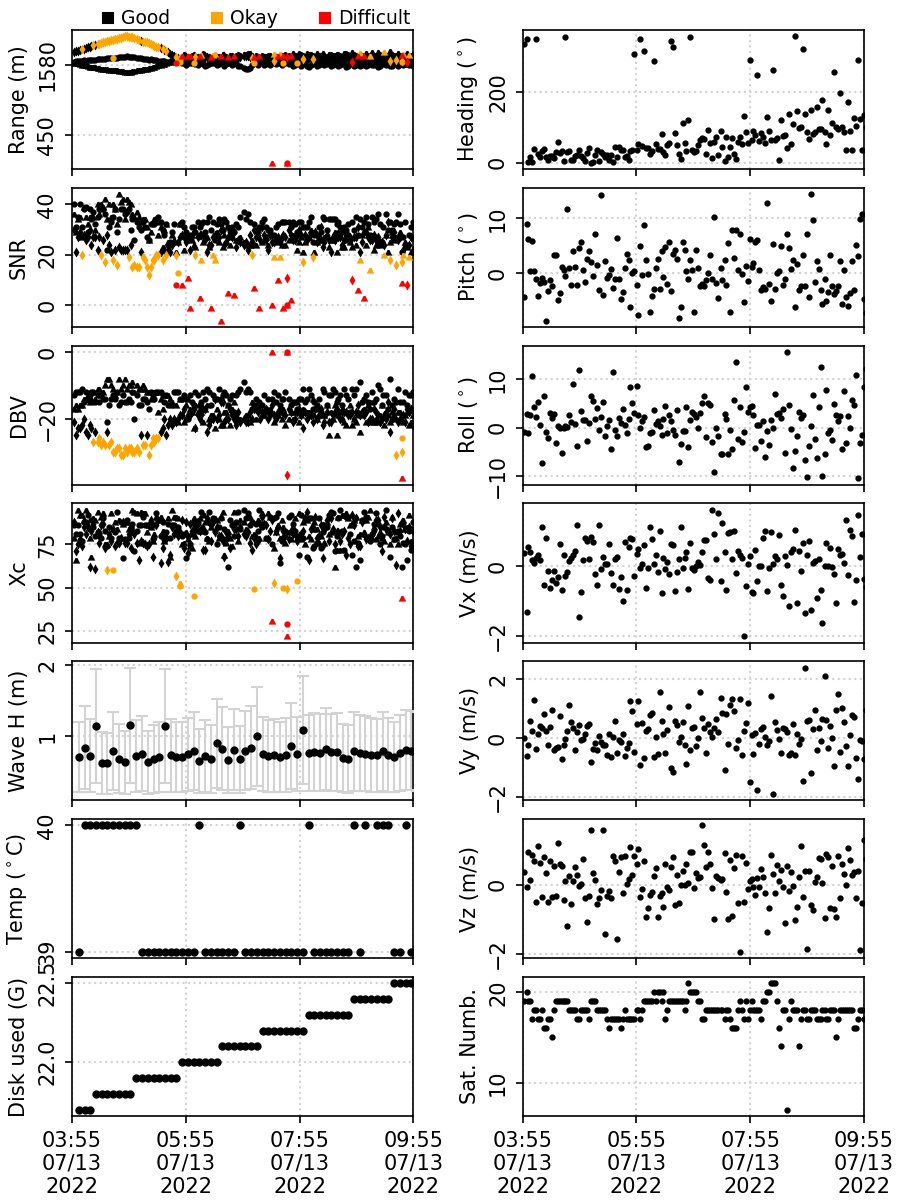 Good Okay Difficult
Range (m)
1580
450
Heading (°)
200
0
SNR
40
20
0
Pitch (°)
10
0
DBV
0
−20
Roll (°)
10
0
−10
Xc
75
50
25
Vx (m/s)
0
−2
Wave H (m)
2
1
Vy (m/s)
2
0
−2
Temp (°C)
40
39
Vz (m/s)
0
−2
Disk used (G)
22.5
22.0
Sat. Numb.
20
10
03:55 05:55 07:55 09:55 03:55 05:55 07:55 09:55
07/13 07/13 07/13 07/13 07/13 07/13 07/13 07/13
2022 2022 2022 2022 2022 2022 2022 2022